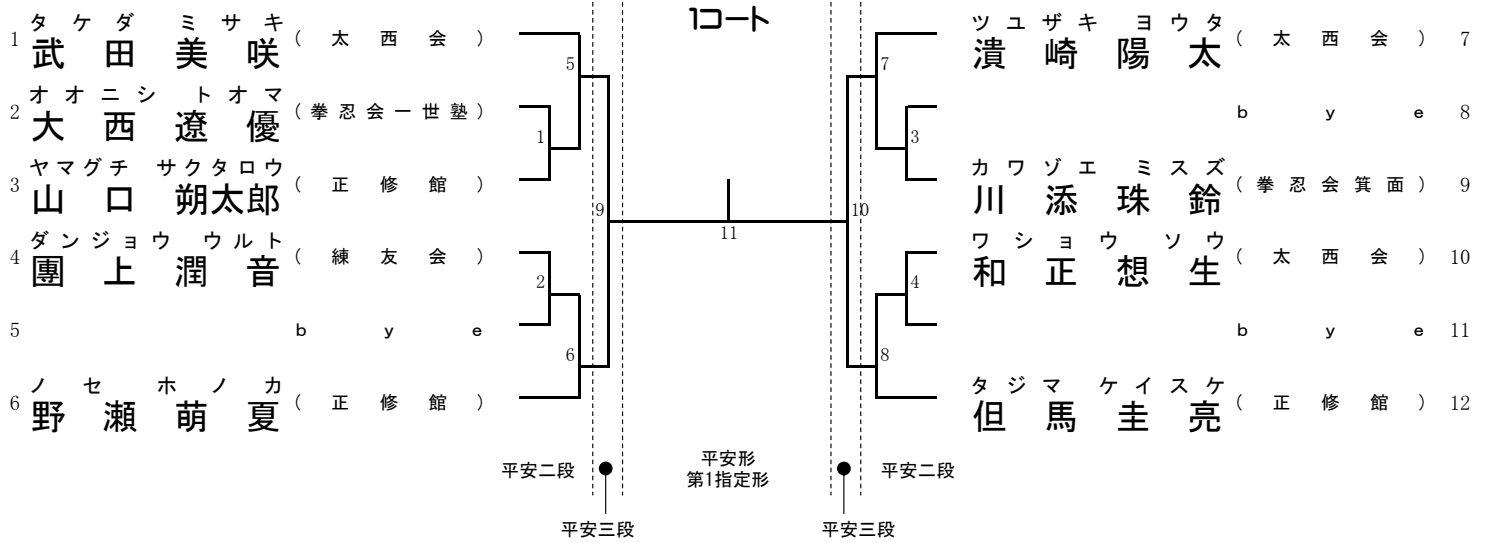 1コート
タケダ ミサキ
1 武田美咲 (太西会)
オオニシ トオマ
2 大西遼優 (拳忍会一世塾)
ヤマグチ サクタロウ
3 山口朔太郎 (正修館)
ダンジョウ ウルト
4 團上潤音 (練友会)
5 bye
ノセ ホノカ
6 野瀬萌夏 (正修館)
5
1
9
2
6
11
7
3
10
4
8
ツユザキ ヨウタ
潰崎陽太 (太西会) 7
bye 8
カワゾエ ミスズ
川添珠鈴 (拳忍会箕面) 9
ワショウ ソウ
和正想生 (太西会) 10
bye 11
タジマ ケイスケ
但馬圭亮 (正修館) 12
平安二段
平安形
第1指定形
平安二段
平安三段
平安三段